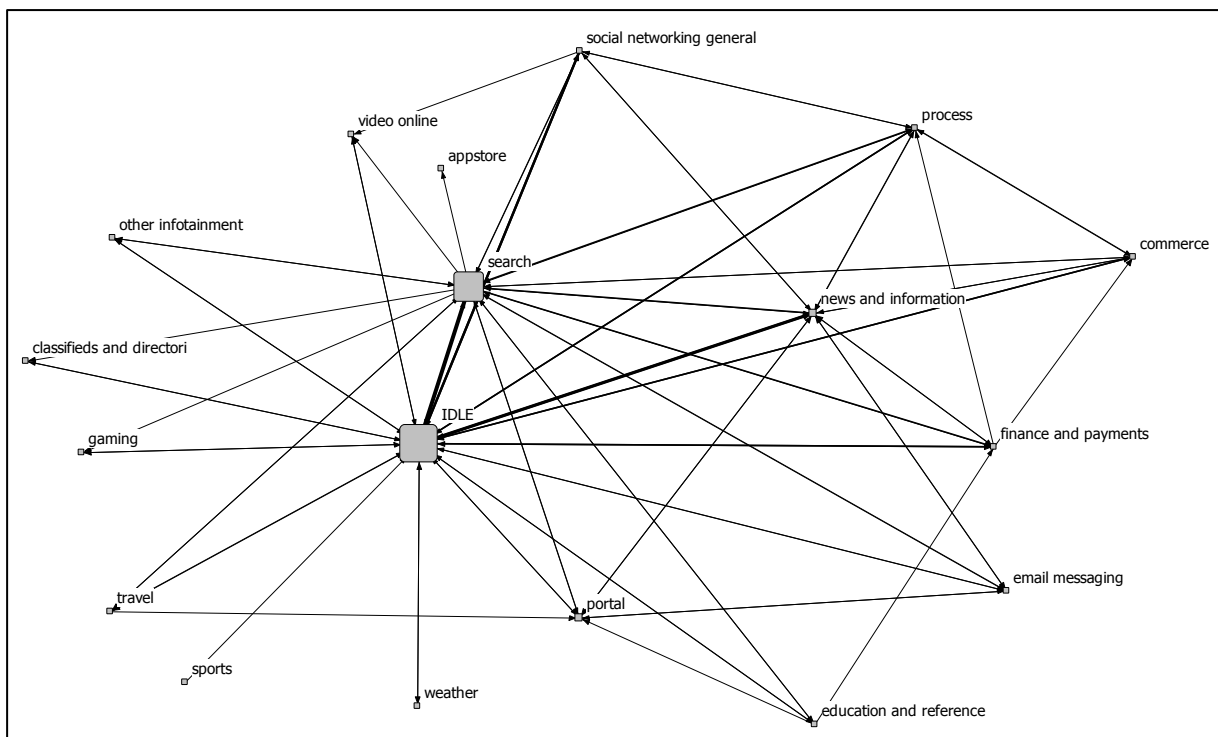 social networking general
process
video online
appstore
other infotainment
commerce
search
news and information
classifieds and directori
IDLE
gaming
finance and payments
email messaging
travel
portal
sports
weather
education and reference